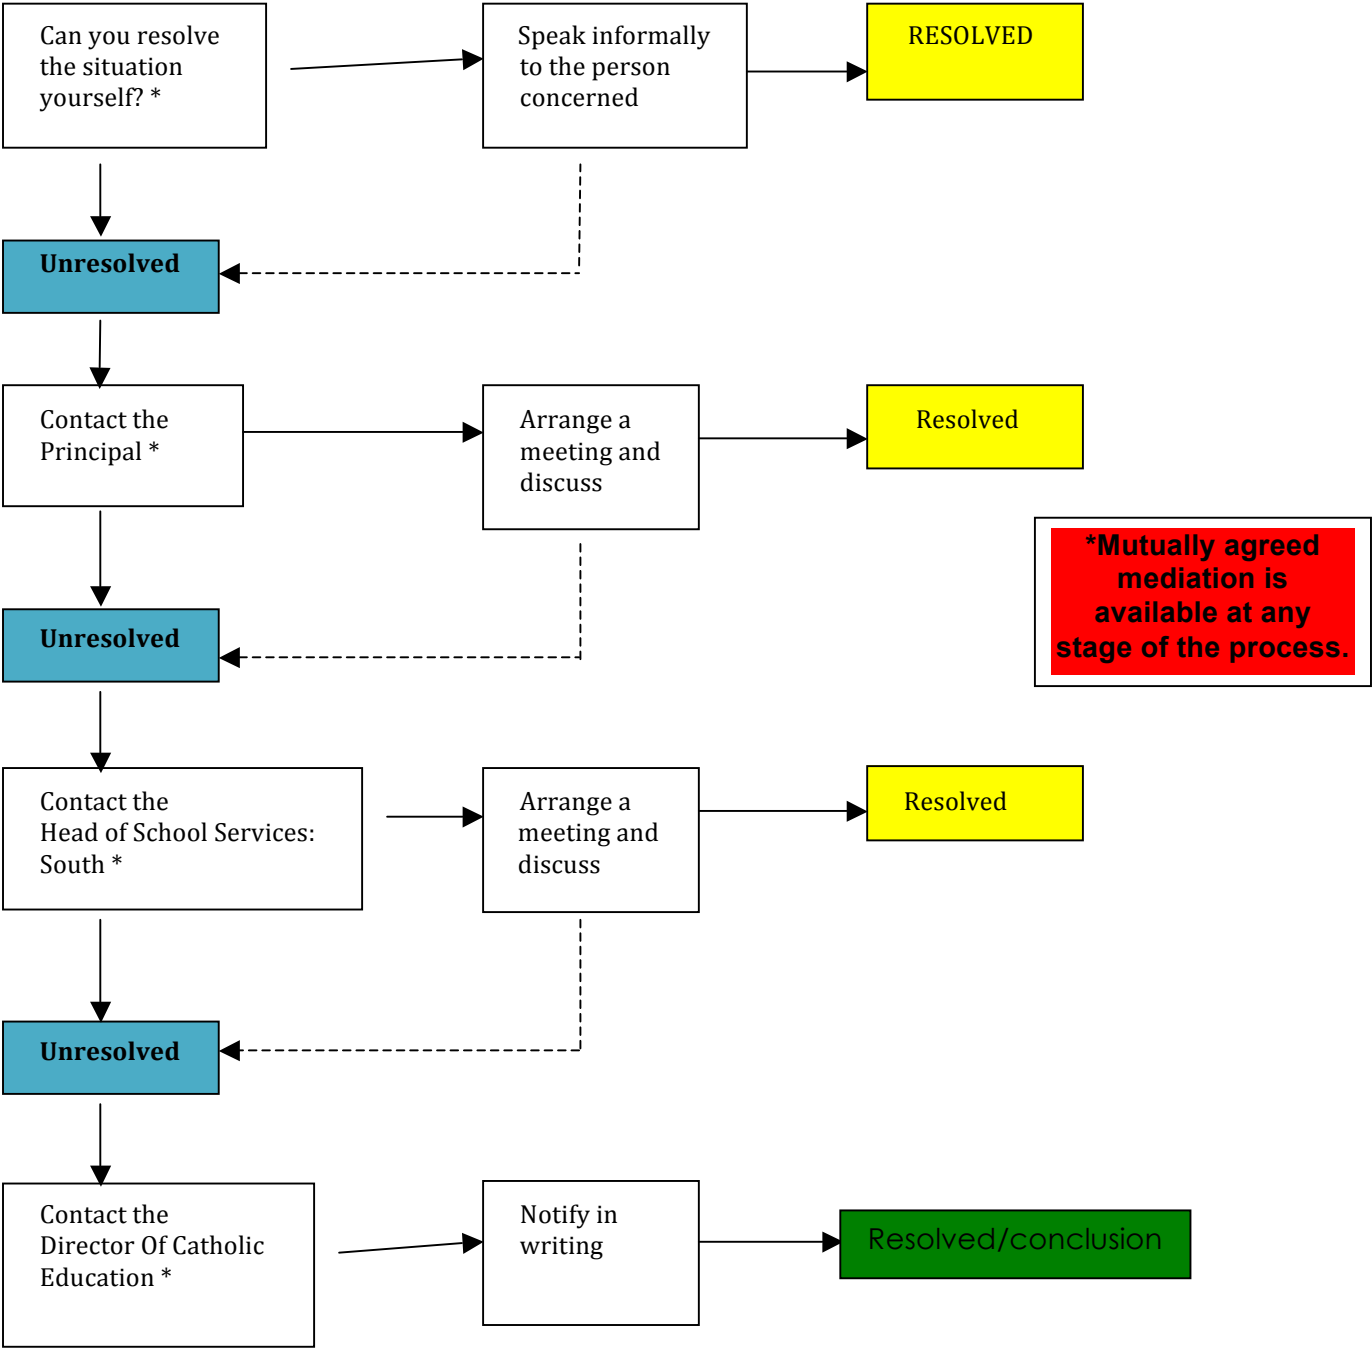 Can you resolve
the situation
yourself? *
Speak informally
to the person
concerned
RESOLVED
Unresolved
Contact the
Principal *
Arrange a
meeting and
discuss
Resolved
*Mutually agreed
mediation is
available at any
stage of the process.
Unresolved
Contact the
Head of School Services:
South *
Arrange a
meeting and
discuss
Resolved
Unresolved
Contact the
Director Of Catholic
Education *
Notify in
writing
Resolved/conclusion